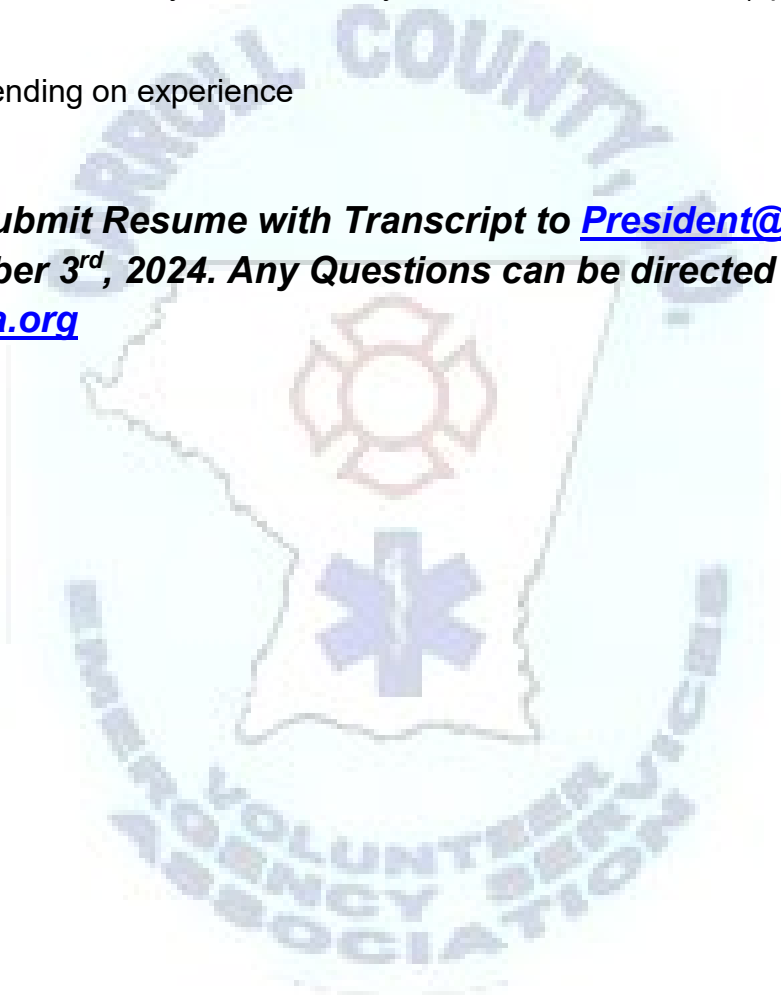 ending on experience
ubmit Resume with Transcript to President@
ber 3rd, 2024. Any Questions can be directed
a.org
ARROLL COUNTY,
VOLUNTEER
EMERGENCY SERVICES
ASSOCIATION